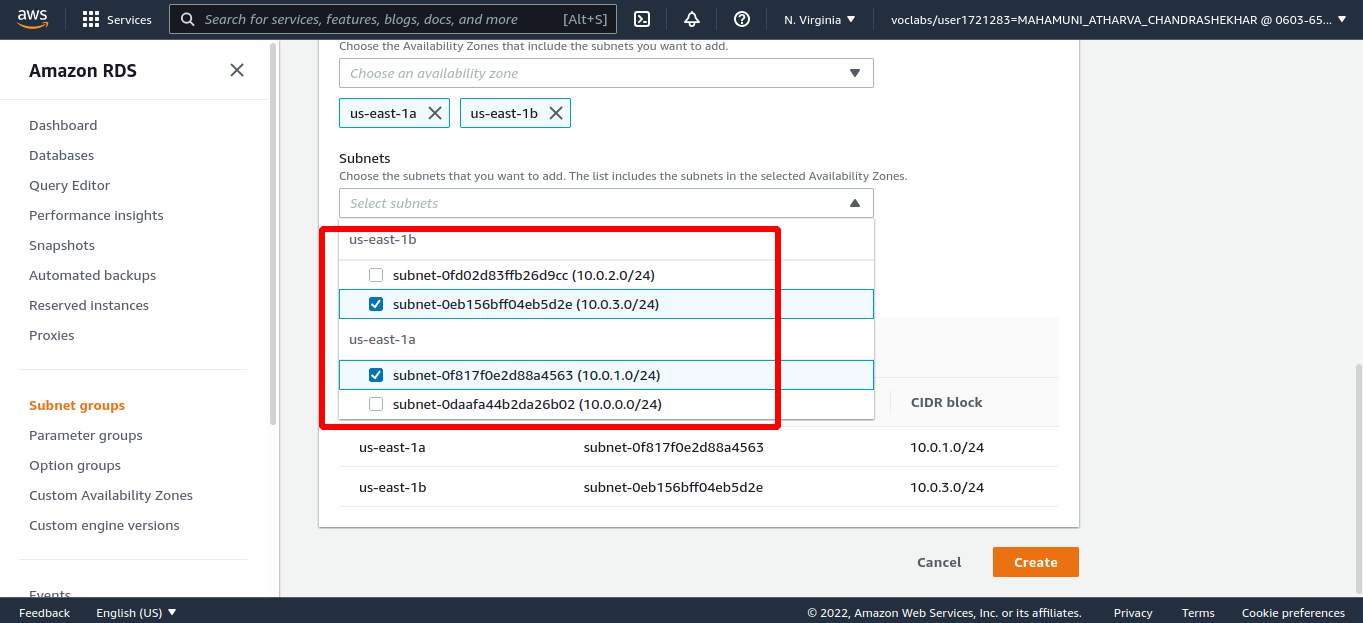 aws
Services
Search for services, features, blogs, docs, and more [Alt+S]
N. Virginia
voclabs/user1721283=MAHAMUNI_ATHARVA_CHANDRASHEKHAR @ 0603-65...
Amazon RDS
Dashboard
Databases
Query Editor
Performance insights
Snapshots
Automated backups
Reserved instances
Proxies
Subnet groups
Parameter groups
Option groups
Custom Availability Zones
Custom engine versions
Events
Choose the Availability Zones that include the subnets you want to add.
Choose an availability zone
us-east-1a us-east-1b
Subnets
Choose the subnets that you want to add. The list includes the subnets in the selected Availability Zones.
Select subnets
us-east-1b
subnet-0fd02d83ffb26d9cc (10.0.2.0/24)
subnet-0eb156bff04eb5d2e (10.0.3.0/24)
us-east-1a
subnet-0f817f0e2d88a4563 (10.0.1.0/24)
subnet-0daafa44b2da26b02 (10.0.0.0/24)
CIDR block
us-east-1a subnet-0f817f0e2d88a4563 10.0.1.0/24
us-east-1b subnet-0eb156bff04eb5d2e 10.0.3.0/24
Cancel Create
Feedback English (US) © 2022, Amazon Web Services, Inc. or its affiliates. Privacy Terms Cookie preferences